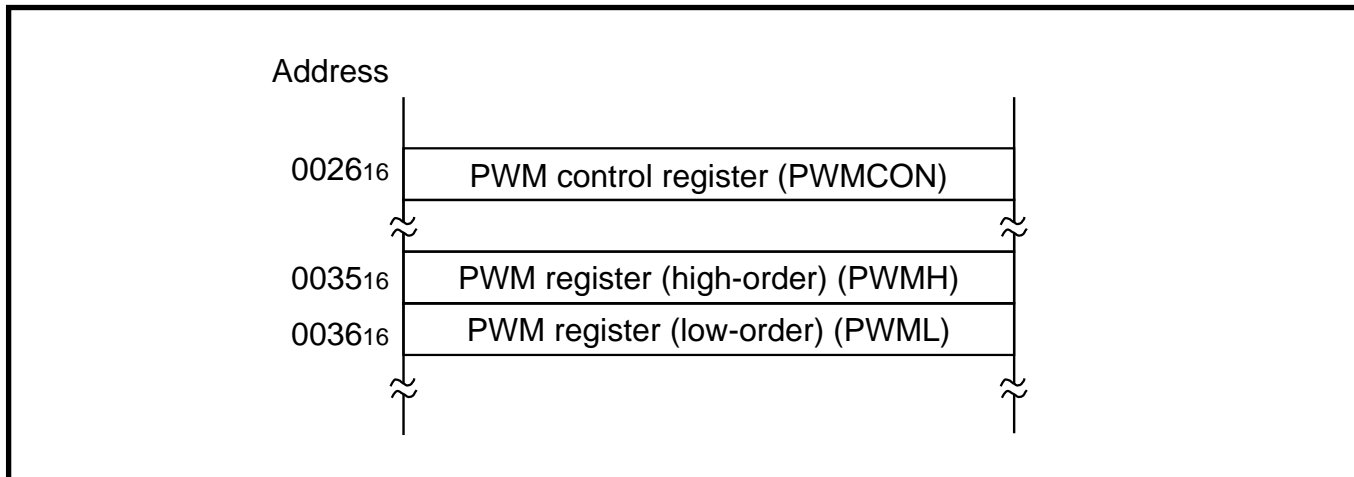 Address
0026₁₆ PWM control register (PWMCON)
0035₁₆ PWM register (high-order) (PWMH)
0036₁₆ PWM register (low-order) (PWML)